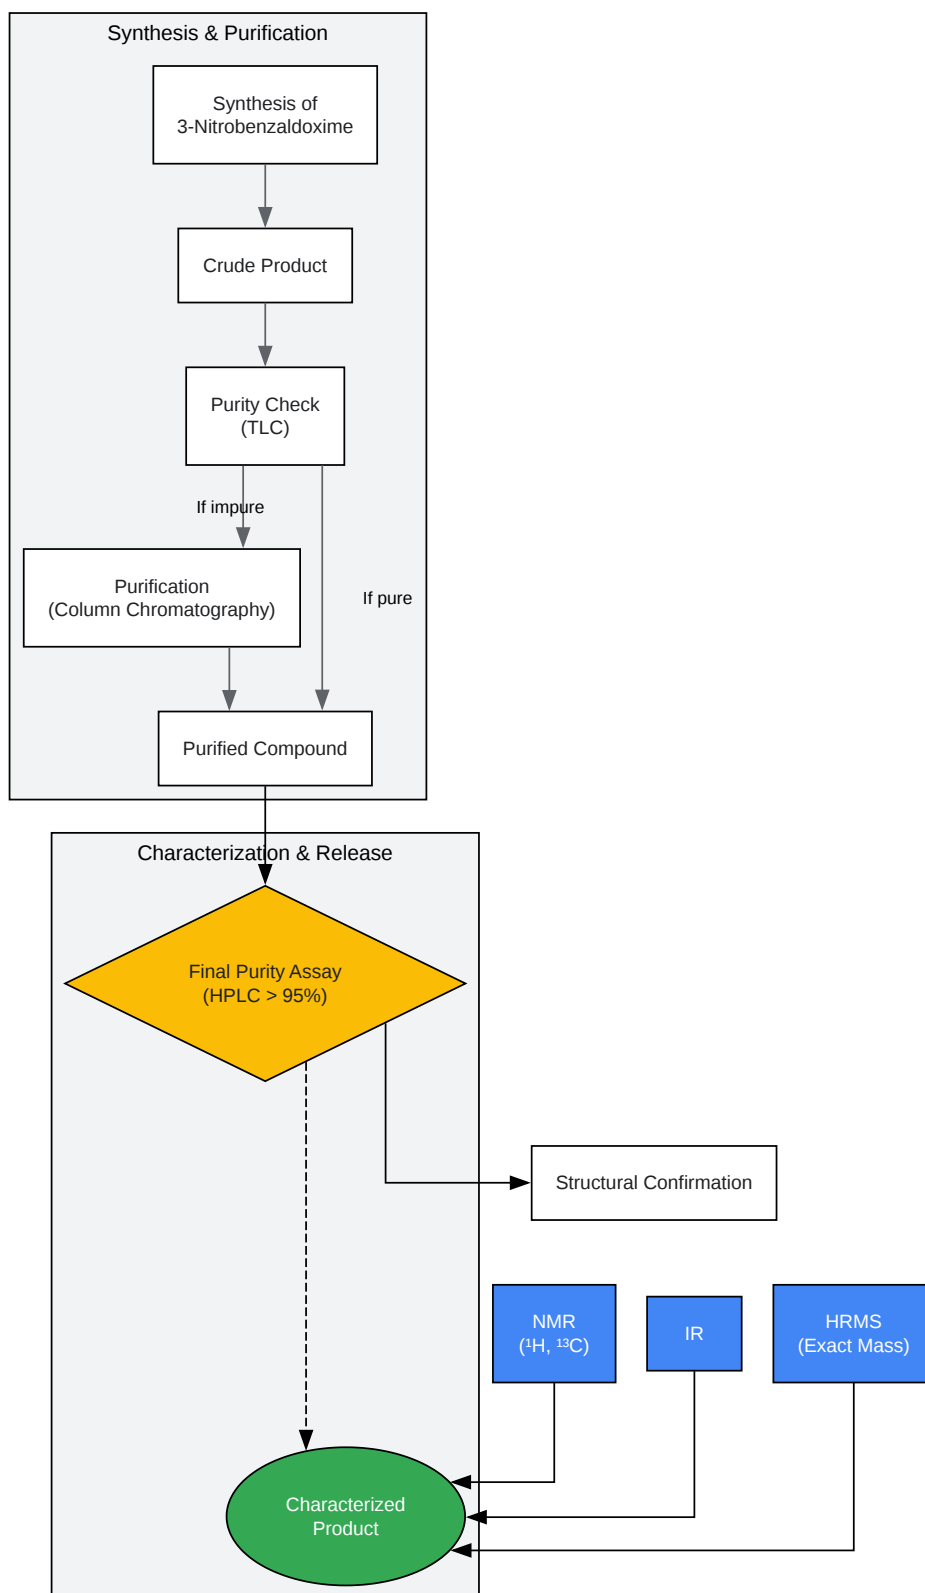 Synthesis & Purification
Synthesis of
3-Nitrobenzaldoxime
Crude Product
Purity Check
(TLC)
If impure
Purification
(Column Chromatography)
If pure
Purified Compound
Characterization & Release
Final Purity Assay
(HPLC > 95%)
Structural Confirmation
NMR
(¹H, ¹³C)
IR
HRMS
(Exact Mass)
Characterized
Product